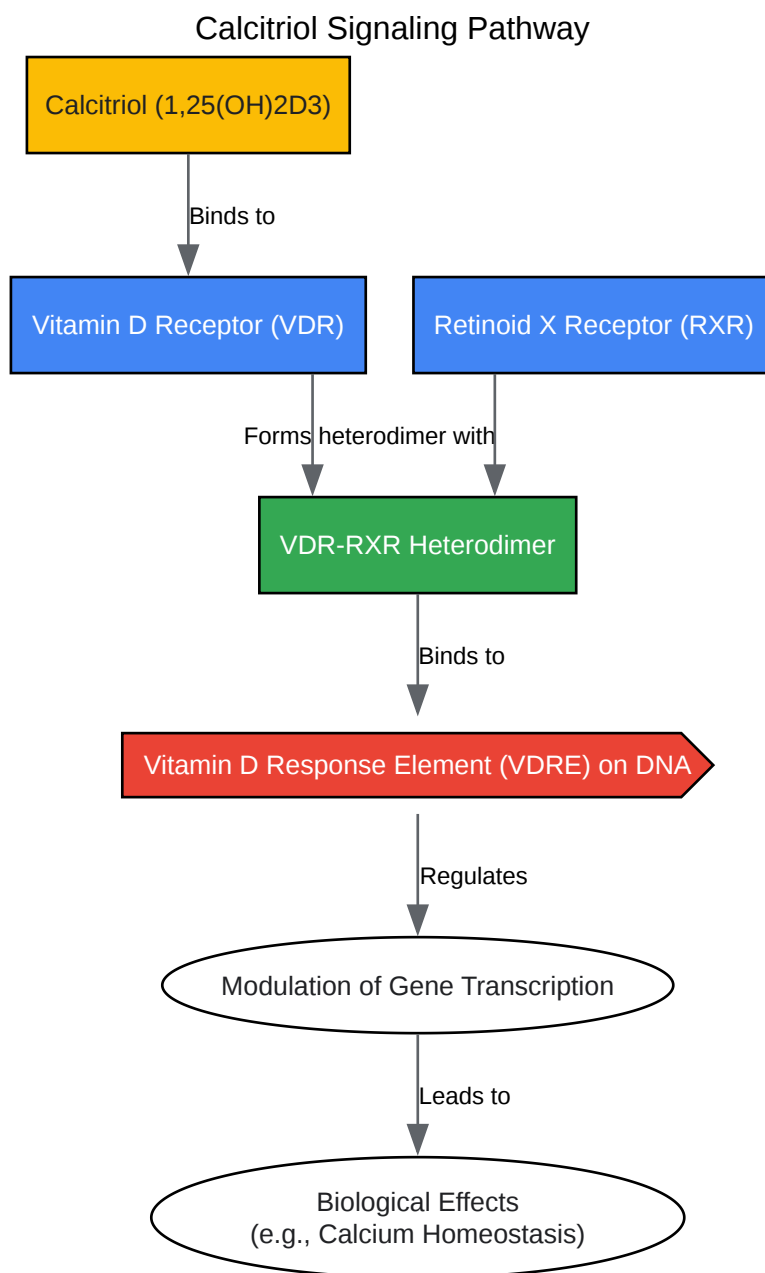 Calcitriol Signaling Pathway
Calcitriol (1,25(OH)2D3)
Binds to
Vitamin D Receptor (VDR)
Retinoid X Receptor (RXR)
Forms heterodimer with
VDR-RXR Heterodimer
Binds to
Vitamin D Response Element (VDRE) on DNA
Regulates
Modulation of Gene Transcription
Leads to
Biological Effects
(e.g., Calcium Homeostasis)